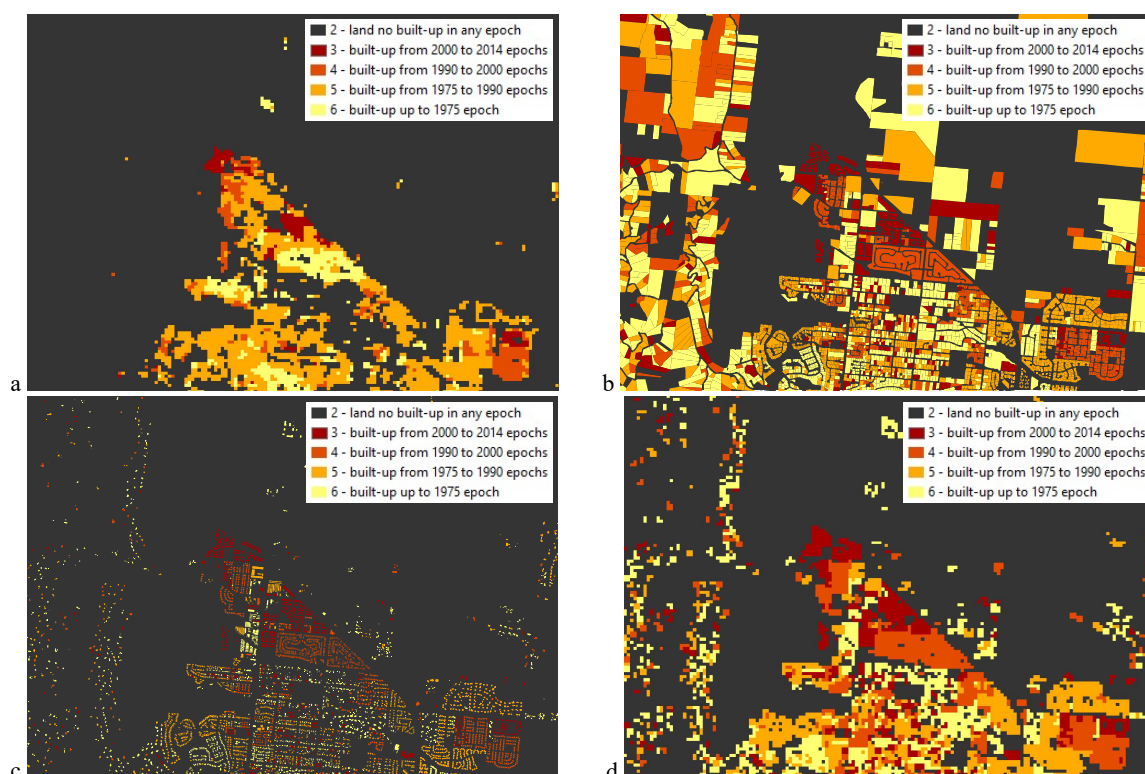 2 - land no built-up in any epoch
3 - built-up from 2000 to 2014 epochs
4 - built-up from 1990 to 2000 epochs
5 - built-up from 1975 to 1990 epochs
6 - built-up up to 1975 epoch
a
2 - land no built-up in any epoch
3 - built-up from 2000 to 2014 epochs
4 - built-up from 1990 to 2000 epochs
5 - built-up from 1975 to 1990 epochs
6 - built-up up to 1975 epoch
b
2 - land no built-up in any epoch
3 - built-up from 2000 to 2014 epochs
4 - built-up from 1990 to 2000 epochs
5 - built-up from 1975 to 1990 epochs
6 - built-up up to 1975 epoch
c
2 - land no built-up in any epoch
3 - built-up from 2000 to 2014 epochs
4 - built-up from 1990 to 2000 epochs
5 - built-up from 1975 to 1990 epochs
6 - built-up up to 1975 epoch
d